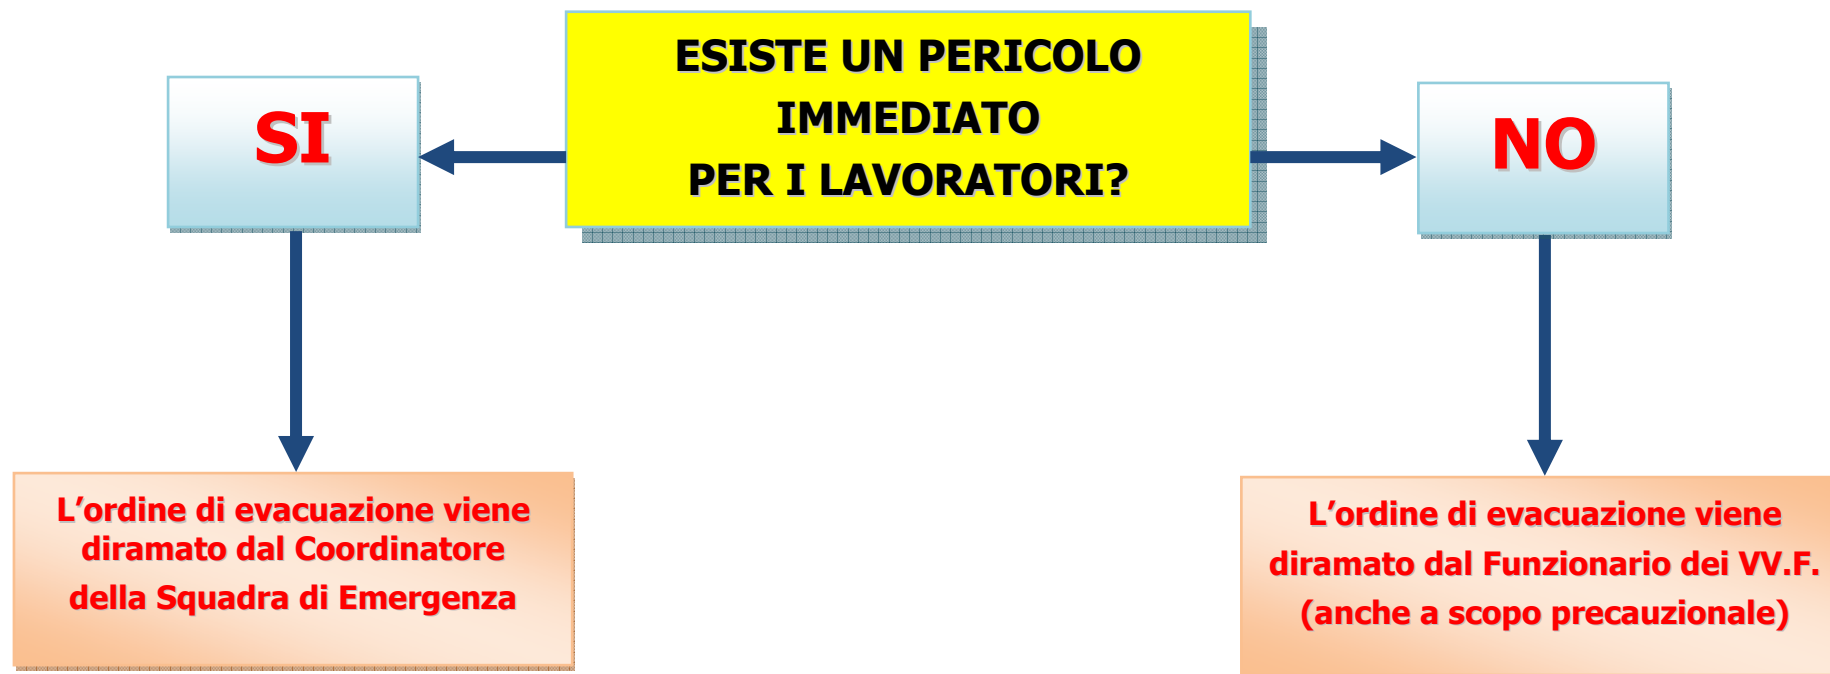 ESISTE UN PERICOLO
IMMEDIATO
PER I LAVORATORI?
SI
NO
L’ordine di evacuazione viene
diramato dal Coordinatore
della Squadra di Emergenza
L’ordine di evacuazione viene
diramato dal Funzionario dei VV.F.
(anche a scopo precauzionale)